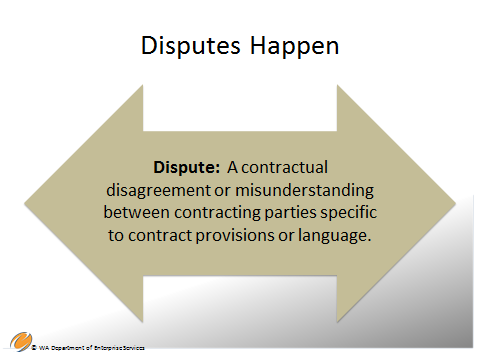 Disputes Happen
Dispute: A contractual
disagreement or misunderstanding
between contracting parties specific
to contract provisions or language.
© WA Department of Enterprise Services